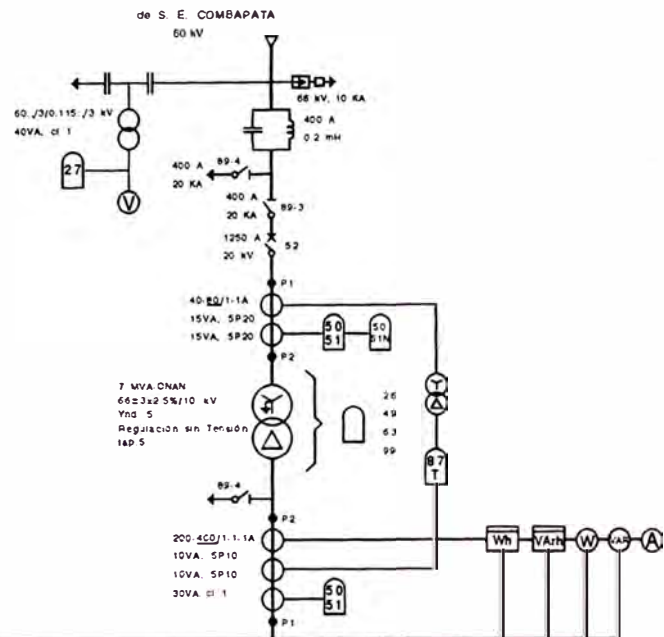 de S. E. COMBAPATA
60 kV
66 kV, 10 KA
60:/3/0.115:/3 kV
40VA, cl 1
400 A
0.2 mH
27
V
400 A
20 KA
89-4
400 A
20 KA
89-3
1250 A
20 kV
52
P1
40-80/1-1A
15VA, 5P20
15VA, 5P20
50
51
50
51N
P2
7 MVA-ONAN
66±3x2.5%/10 kV
Ynd 5
Regulación sin Tensión
tap.5
26
49
63
99
87
T
89-4
P2
200-400/1-1-1A
10VA, 5P10
10VA, 5P10
30VA cl 1
50
51
P1
Wh
VArh
W
VAR
A